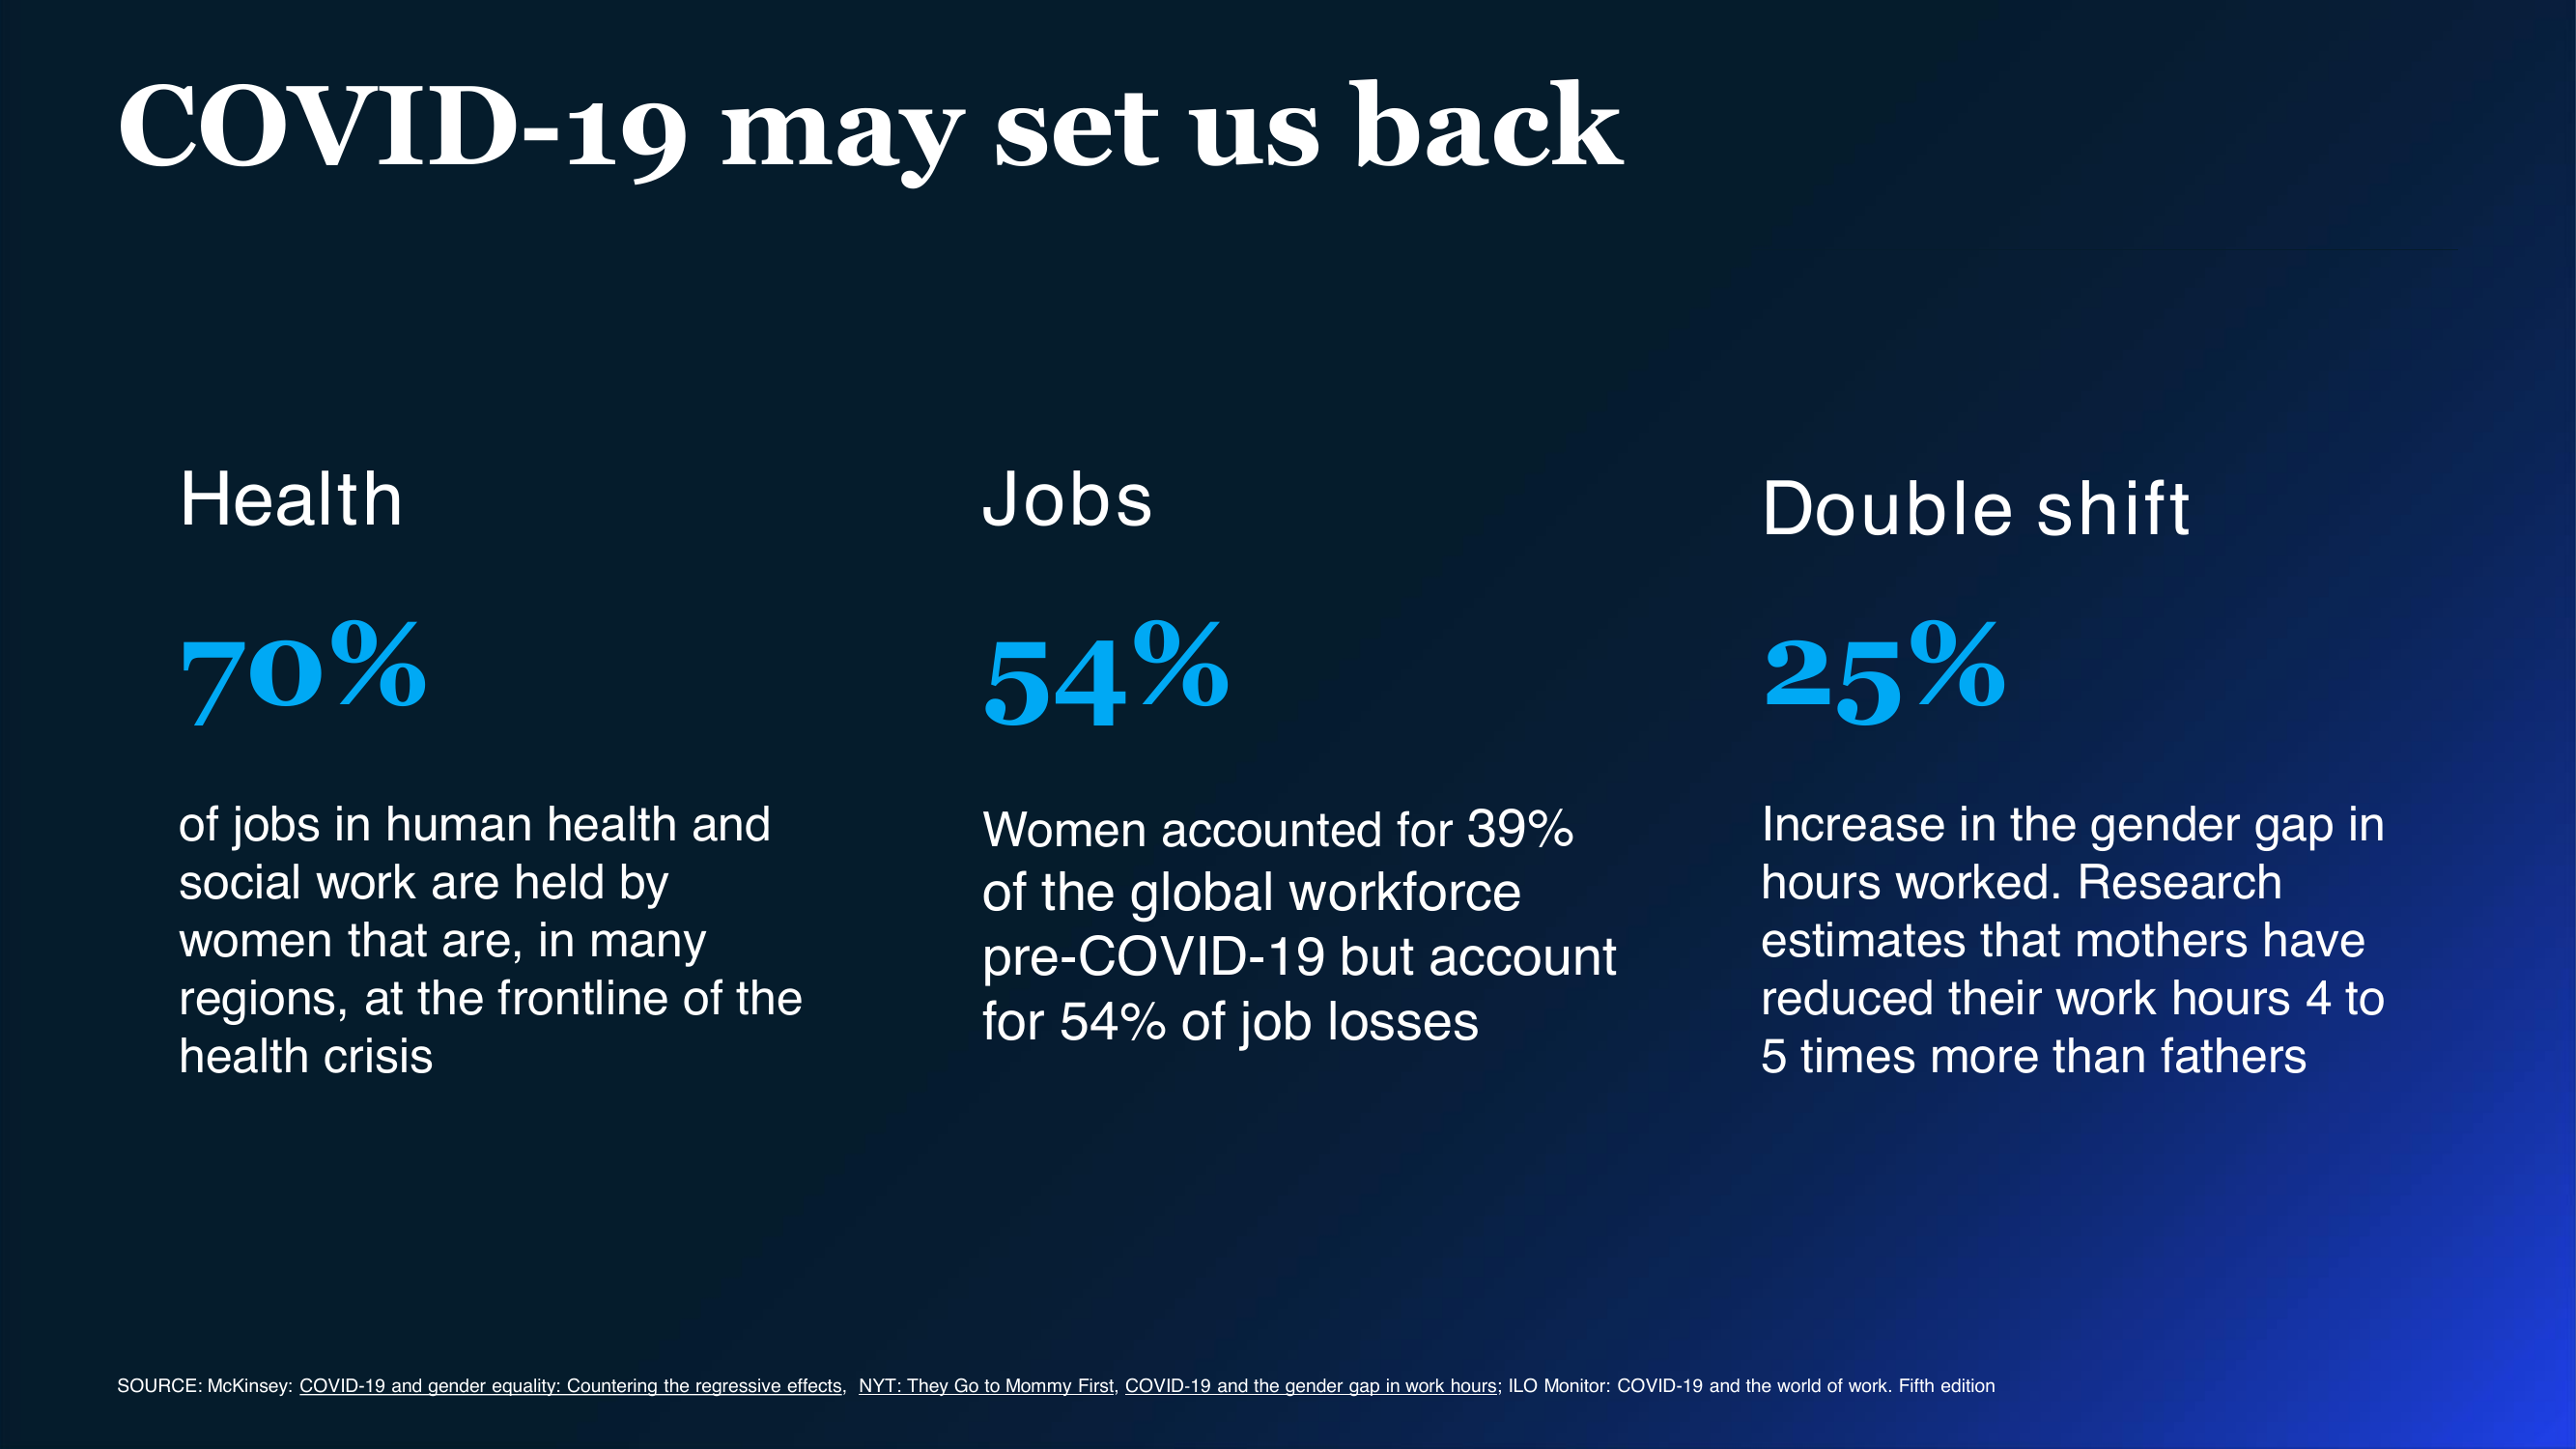 COVID-19 may set us back
Health
70%
of jobs in human health and
social work are held by
women that are, in many
regions, at the frontline of the
health crisis
Jobs
54%
Women accounted for 39%
of the global workforce
pre-COVID-19 but account
for 54% of job losses
Double shift
25%
Increase in the gender gap in
hours worked. Research
estimates that mothers have
reduced their work hours 4 to
5 times more than fathers
SOURCE: McKinsey: COVID-19 and gender equality: Countering the regressive effects, NYT: They Go to Mommy First, COVID-19 and the gender gap in work hours; ILO Monitor: COVID-19 and the world of work. Fifth edition